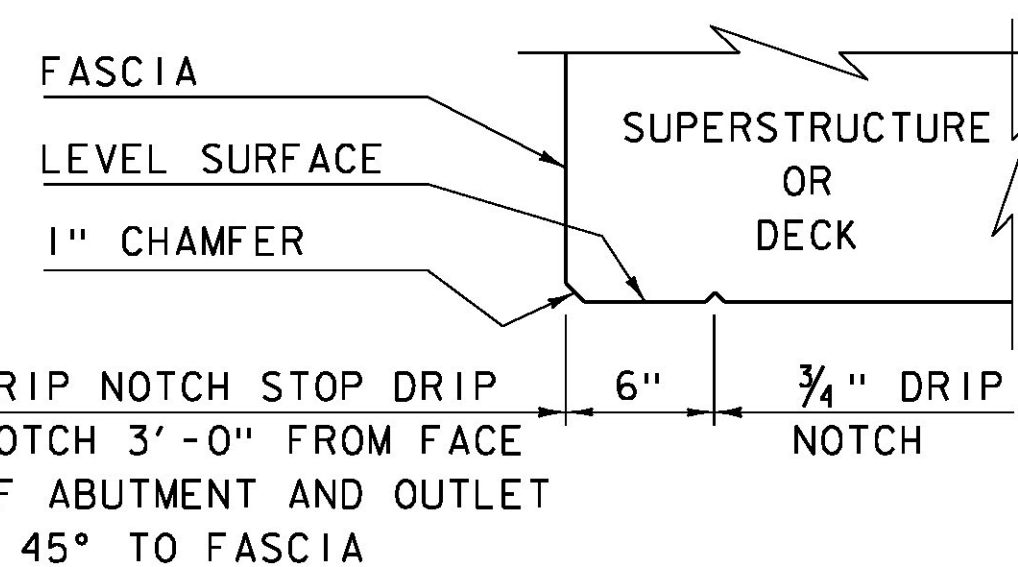 FASCIA
LEVEL SURFACE
1" CHAMFER
SUPERSTRUCTURE
OR
DECK
NOTCH STOP DRIP
3'-0" FROM FACE
ABUTMENT AND OUTLET
45° TO FASCIA
6"
3/4" DRIP
NOTCH